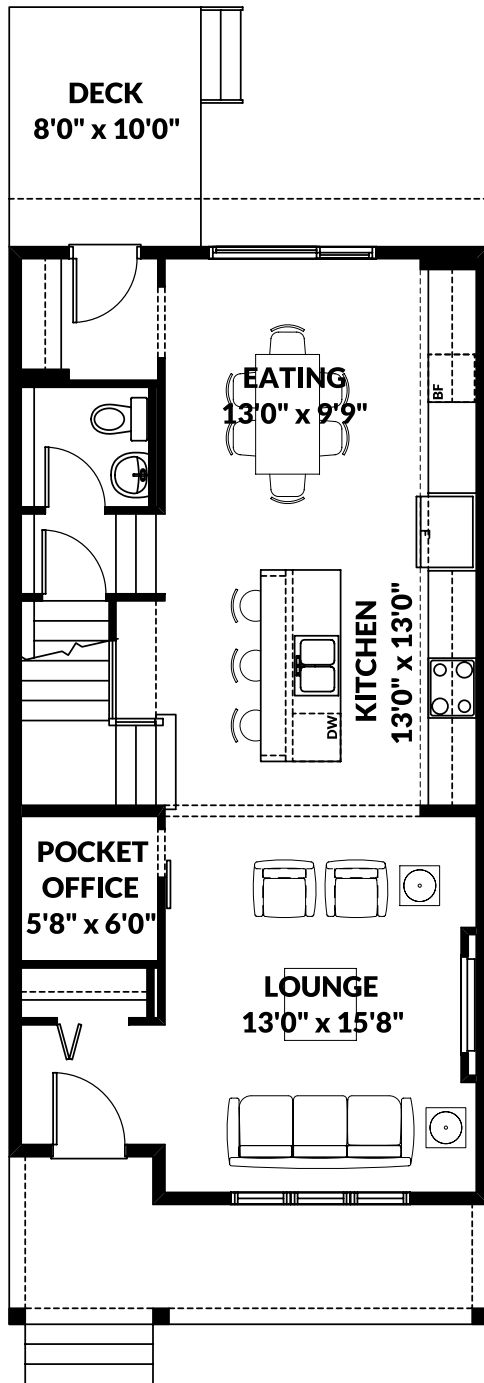 DECK
8'0" x 10'0"
EATING
13'0" x 9'9"
BF
KITCHEN
13'0" x 13'0"
DW
POCKET
OFFICE
5'8" x 6'0"
LOUNGE
13'0" x 15'8"